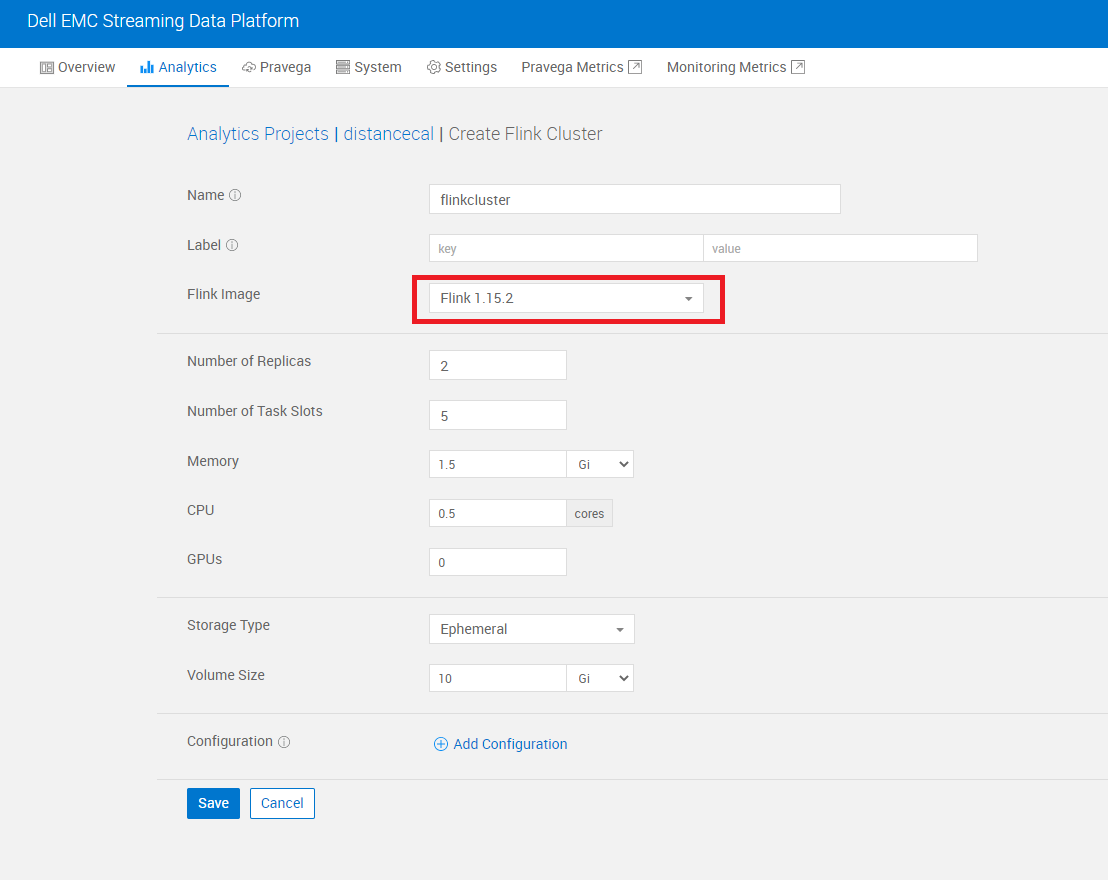 Dell EMC Streaming Data Platform
Overview Analytics Pravega System Settings Pravega Metrics Monitoring Metrics
Analytics Projects | distancecal | Create Flink Cluster
Name flinkcluster
Label key value
Flink Image Flink 1.15.2
Number of Replicas 2
Number of Task Slots 5
Memory 1.5 Gi
CPU 0.5 cores
GPUs 0
Storage Type Ephemeral
Volume Size 10 Gi
Configuration Add Configuration
Save Cancel